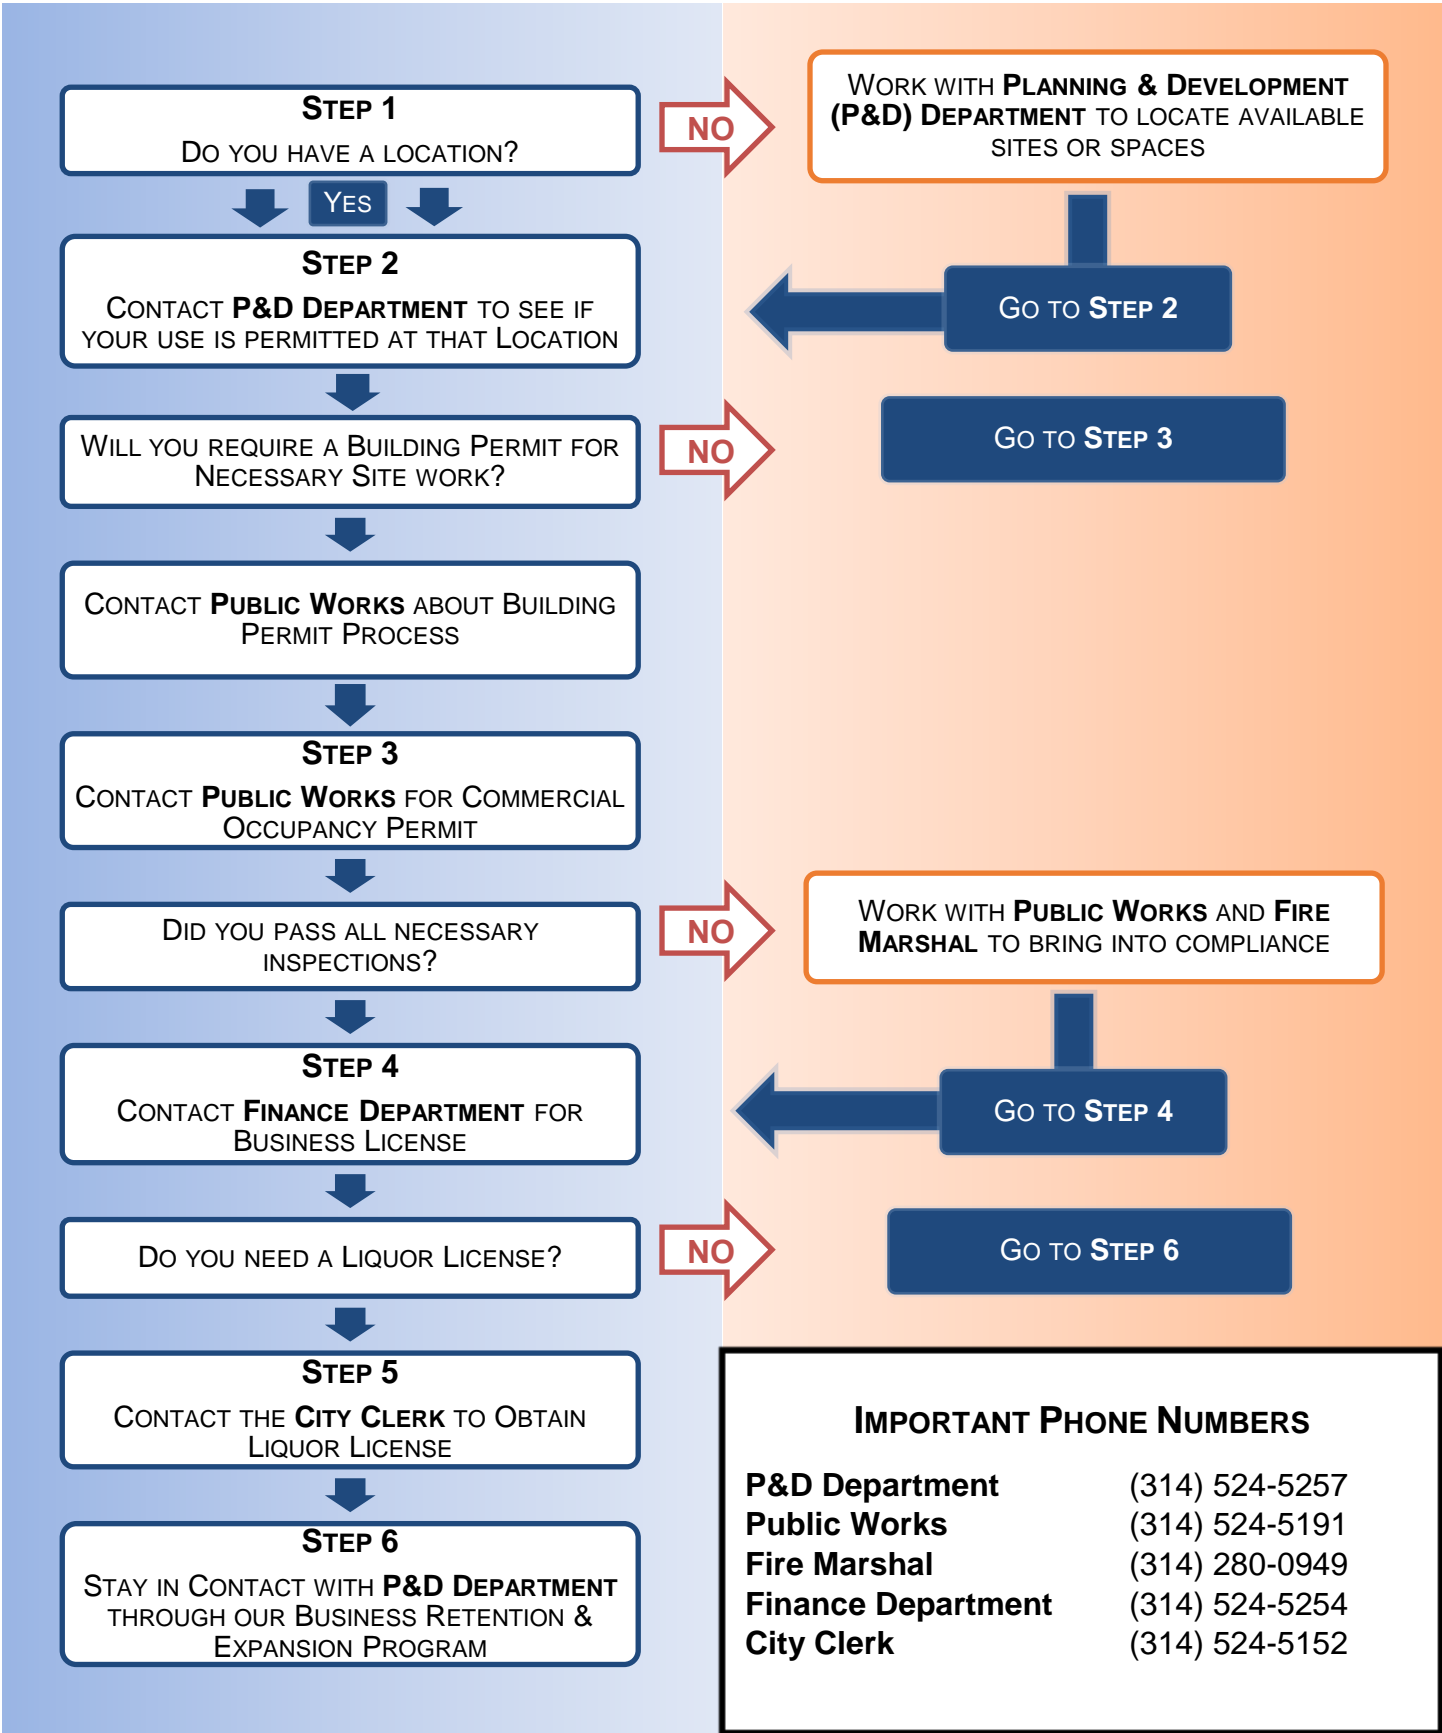 STEP 1
DO YOU HAVE A LOCATION?
NO
WORK WITH PLANNING & DEVELOPMENT
(P&D) DEPARTMENT TO LOCATE AVAILABLE
SITES OR SPACES
YES
STEP 2
CONTACT P&D DEPARTMENT TO SEE IF
YOUR USE IS PERMITTED AT THAT LOCATION
GO TO STEP 2
WILL YOU REQUIRE A BUILDING PERMIT FOR
NECESSARY SITE WORK?
NO
GO TO STEP 3
CONTACT PUBLIC WORKS ABOUT BUILDING
PERMIT PROCESS
STEP 3
CONTACT PUBLIC WORKS FOR COMMERCIAL
OCCUPANCY PERMIT
DID YOU PASS ALL NECESSARY
INSPECTIONS?
NO
WORK WITH PUBLIC WORKS AND FIRE
MARSHAL TO BRING INTO COMPLIANCE
STEP 4
CONTACT FINANCE DEPARTMENT FOR
BUSINESS LICENSE
GO TO STEP 4
DO YOU NEED A LIQUOR LICENSE?
NO
GO TO STEP 6
STEP 5
CONTACT THE CITY CLERK TO OBTAIN
LIQUOR LICENSE
STEP 6
STAY IN CONTACT WITH P&D DEPARTMENT
THROUGH OUR BUSINESS RETENTION &
EXPANSION PROGRAM
IMPORTANT PHONE NUMBERS
P&D Department (314) 524-5257
Public Works (314) 524-5191
Fire Marshal (314) 280-0949
Finance Department (314) 524-5254
City Clerk (314) 524-5152